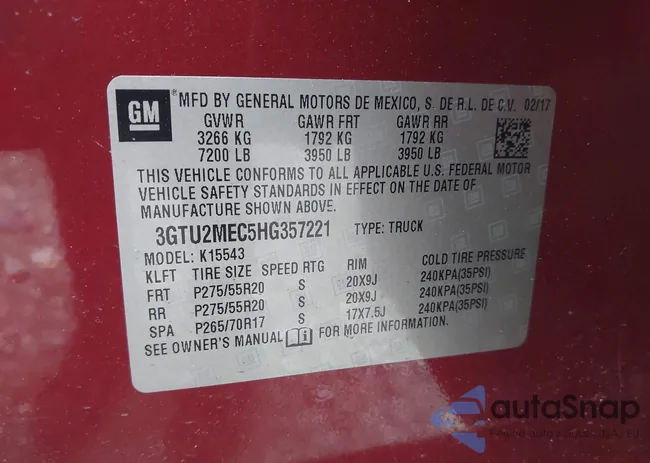 GM
MFD BY GENERAL MOTORS DE MEXICO, S. DE R.L. DE C.V. 02/17
GVWR GAWR FRT GAWR RR
3266 KG 1792 KG 1792 KG
7200 LB 3950 LB 3950 LB
THIS VEHICLE CONFORMS TO ALL APPLICABLE U.S. FEDERAL MOTOR
VEHICLE SAFETY STANDARDS IN EFFECT ON THE DATE OF
MANUFACTURE SHOWN ABOVE.
3GTU2MEC5HG357221 TYPE: TRUCK
MODEL: K15543
KLFT TIRE SIZE SPEED RTG RIM COLD TIRE PRESSURE
FRT P275/55R20 S 20X9J 240KPA(35PSI)
RR P275/55R20 S 20X9J 240KPA(35PSI)
SPA P265/70R17 S 17X7.5J 240KPA(35PSI)
SEE OWNER'S MANUAL FOR MORE INFORMATION.
autaSnap